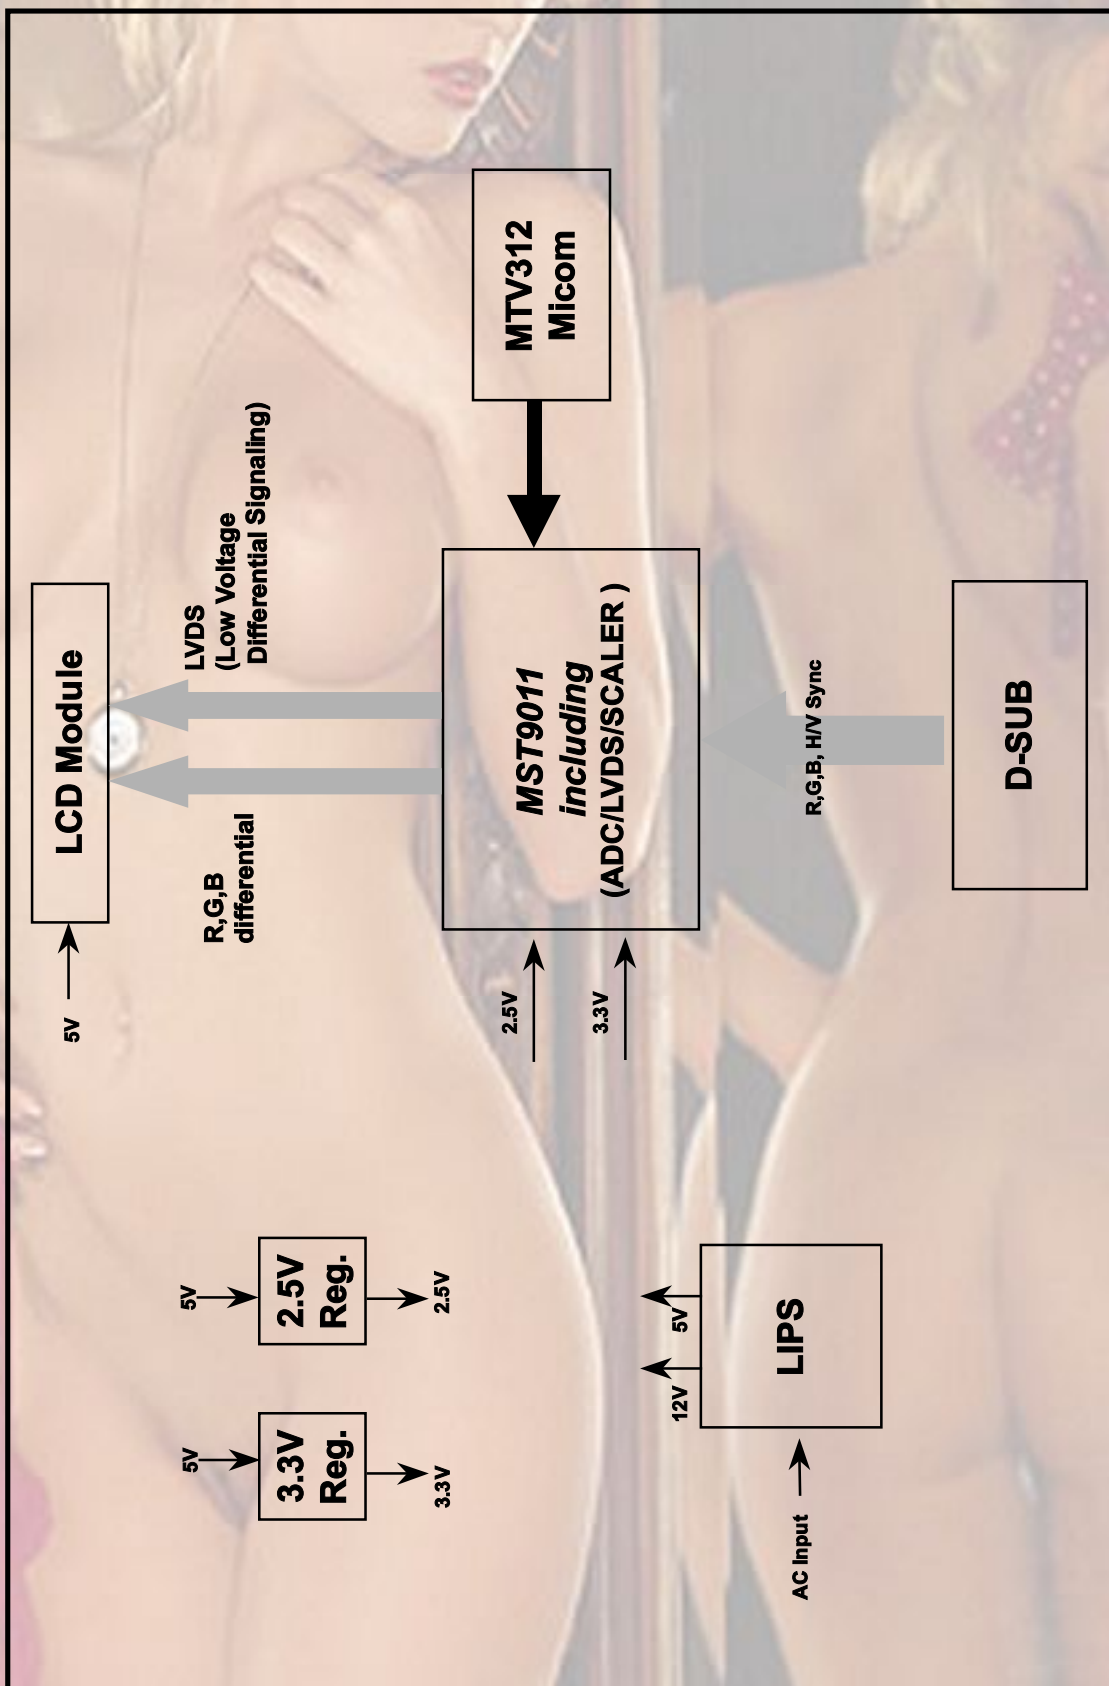 LCD Module
5V
LVDS
(Low Voltage
Differential Signaling)
R,G,B
differential
MTV312
Micom
MST9011
including
(ADC/LVDS/SCALER )
2.5V
3.3V
R,G,B, H/V Sync
D-SUB
5V
3.3V
Reg.
3.3V
5V
2.5V
Reg.
2.5V
12V
5V
LIPS
AC Input